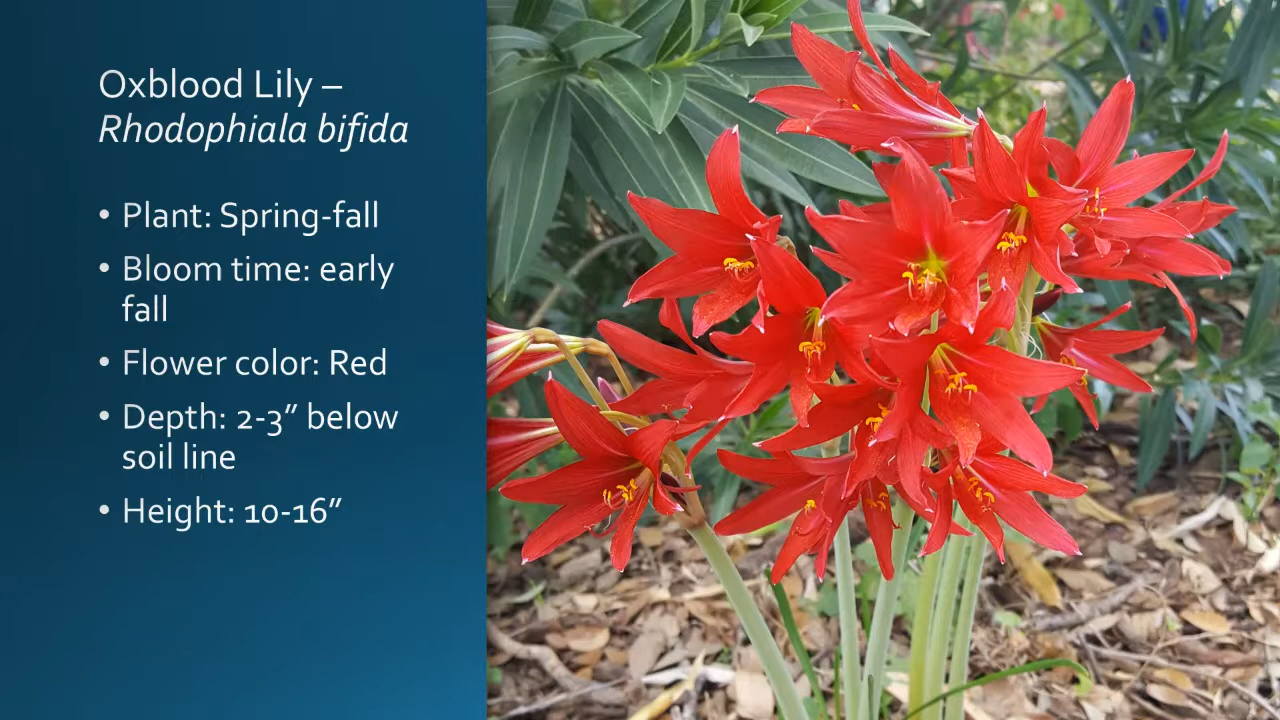 Oxblood Lily –
Rhodophiala bifida
• Plant: Spring-fall
• Bloom time: early
fall
• Flower color: Red
• Depth: 2-3” below
soil line
• Height: 10-16”